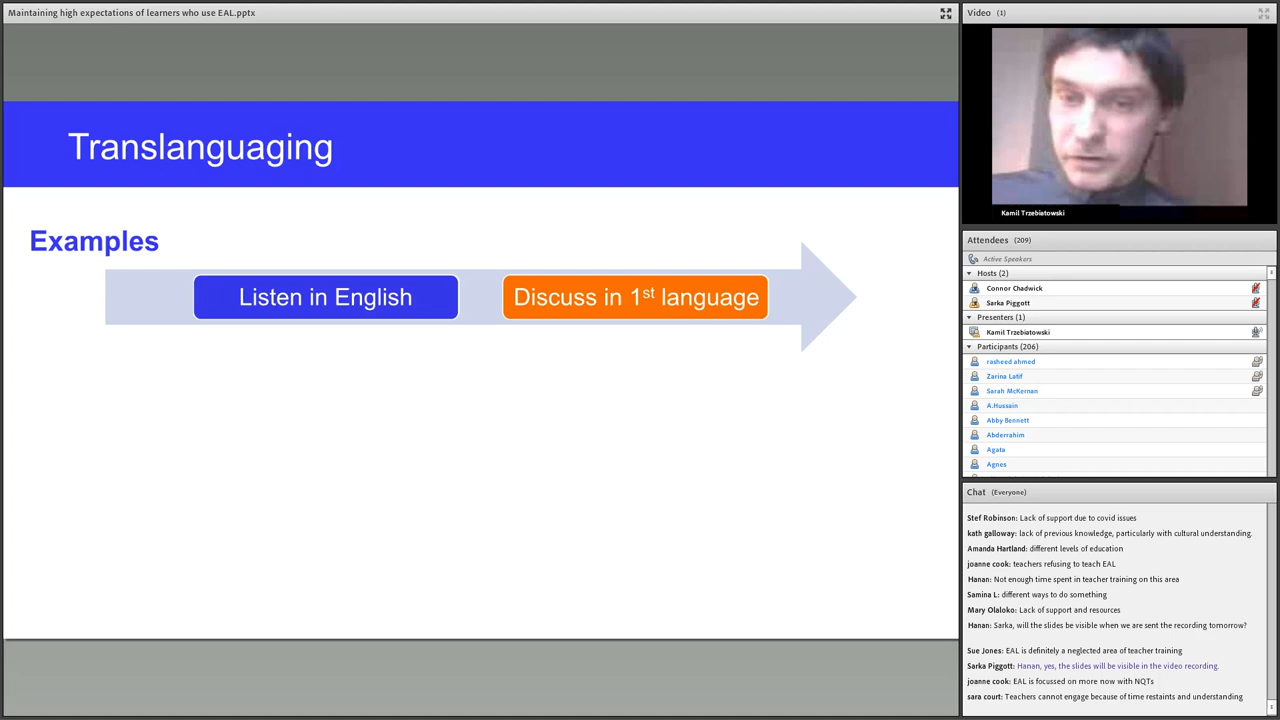 Maintaining high expectations of learners who use EAL.pptx
Translanguaging
Examples
Listen in English
Discuss in 1st language
Video (1)
Kamil Trzebiatowski
Attendees (209)
Active Speakers
Hosts (2)
Connor Chadwick
Sarka Piggott
Presenters (1)
Kamil Trzebiatowski
Participants (206)
rasheed ahmed
Zarina Latif
Sarah McKernan
A.Hussain
Abby Bennett
Abderrahim
Agata
Agnes
Chat (Everyone)
Stef Robinson: Lack of support due to covid issues
kath galloway: lack of previous knowledge, particularly with cultural understanding.
Amanda Hartland: different levels of education
joanne cook: teachers refusing to teach EAL
Hanan: Not enough time spent in teacher training on this area
Samina L: different ways to do something
Mary Olaloko: Lack of support and resources
Hanan: Sarka, will the slides be visible when we are sent the recording tomorrow?
Sue Jones: EAL is definitely a neglected area of teacher training
Sarka Piggott: Hanan, yes, the slides will be visible in the video recording.
joanne cook: EAL is focussed on more now with NQTs
sara court: Teachers cannot engage because of time restaints and understanding